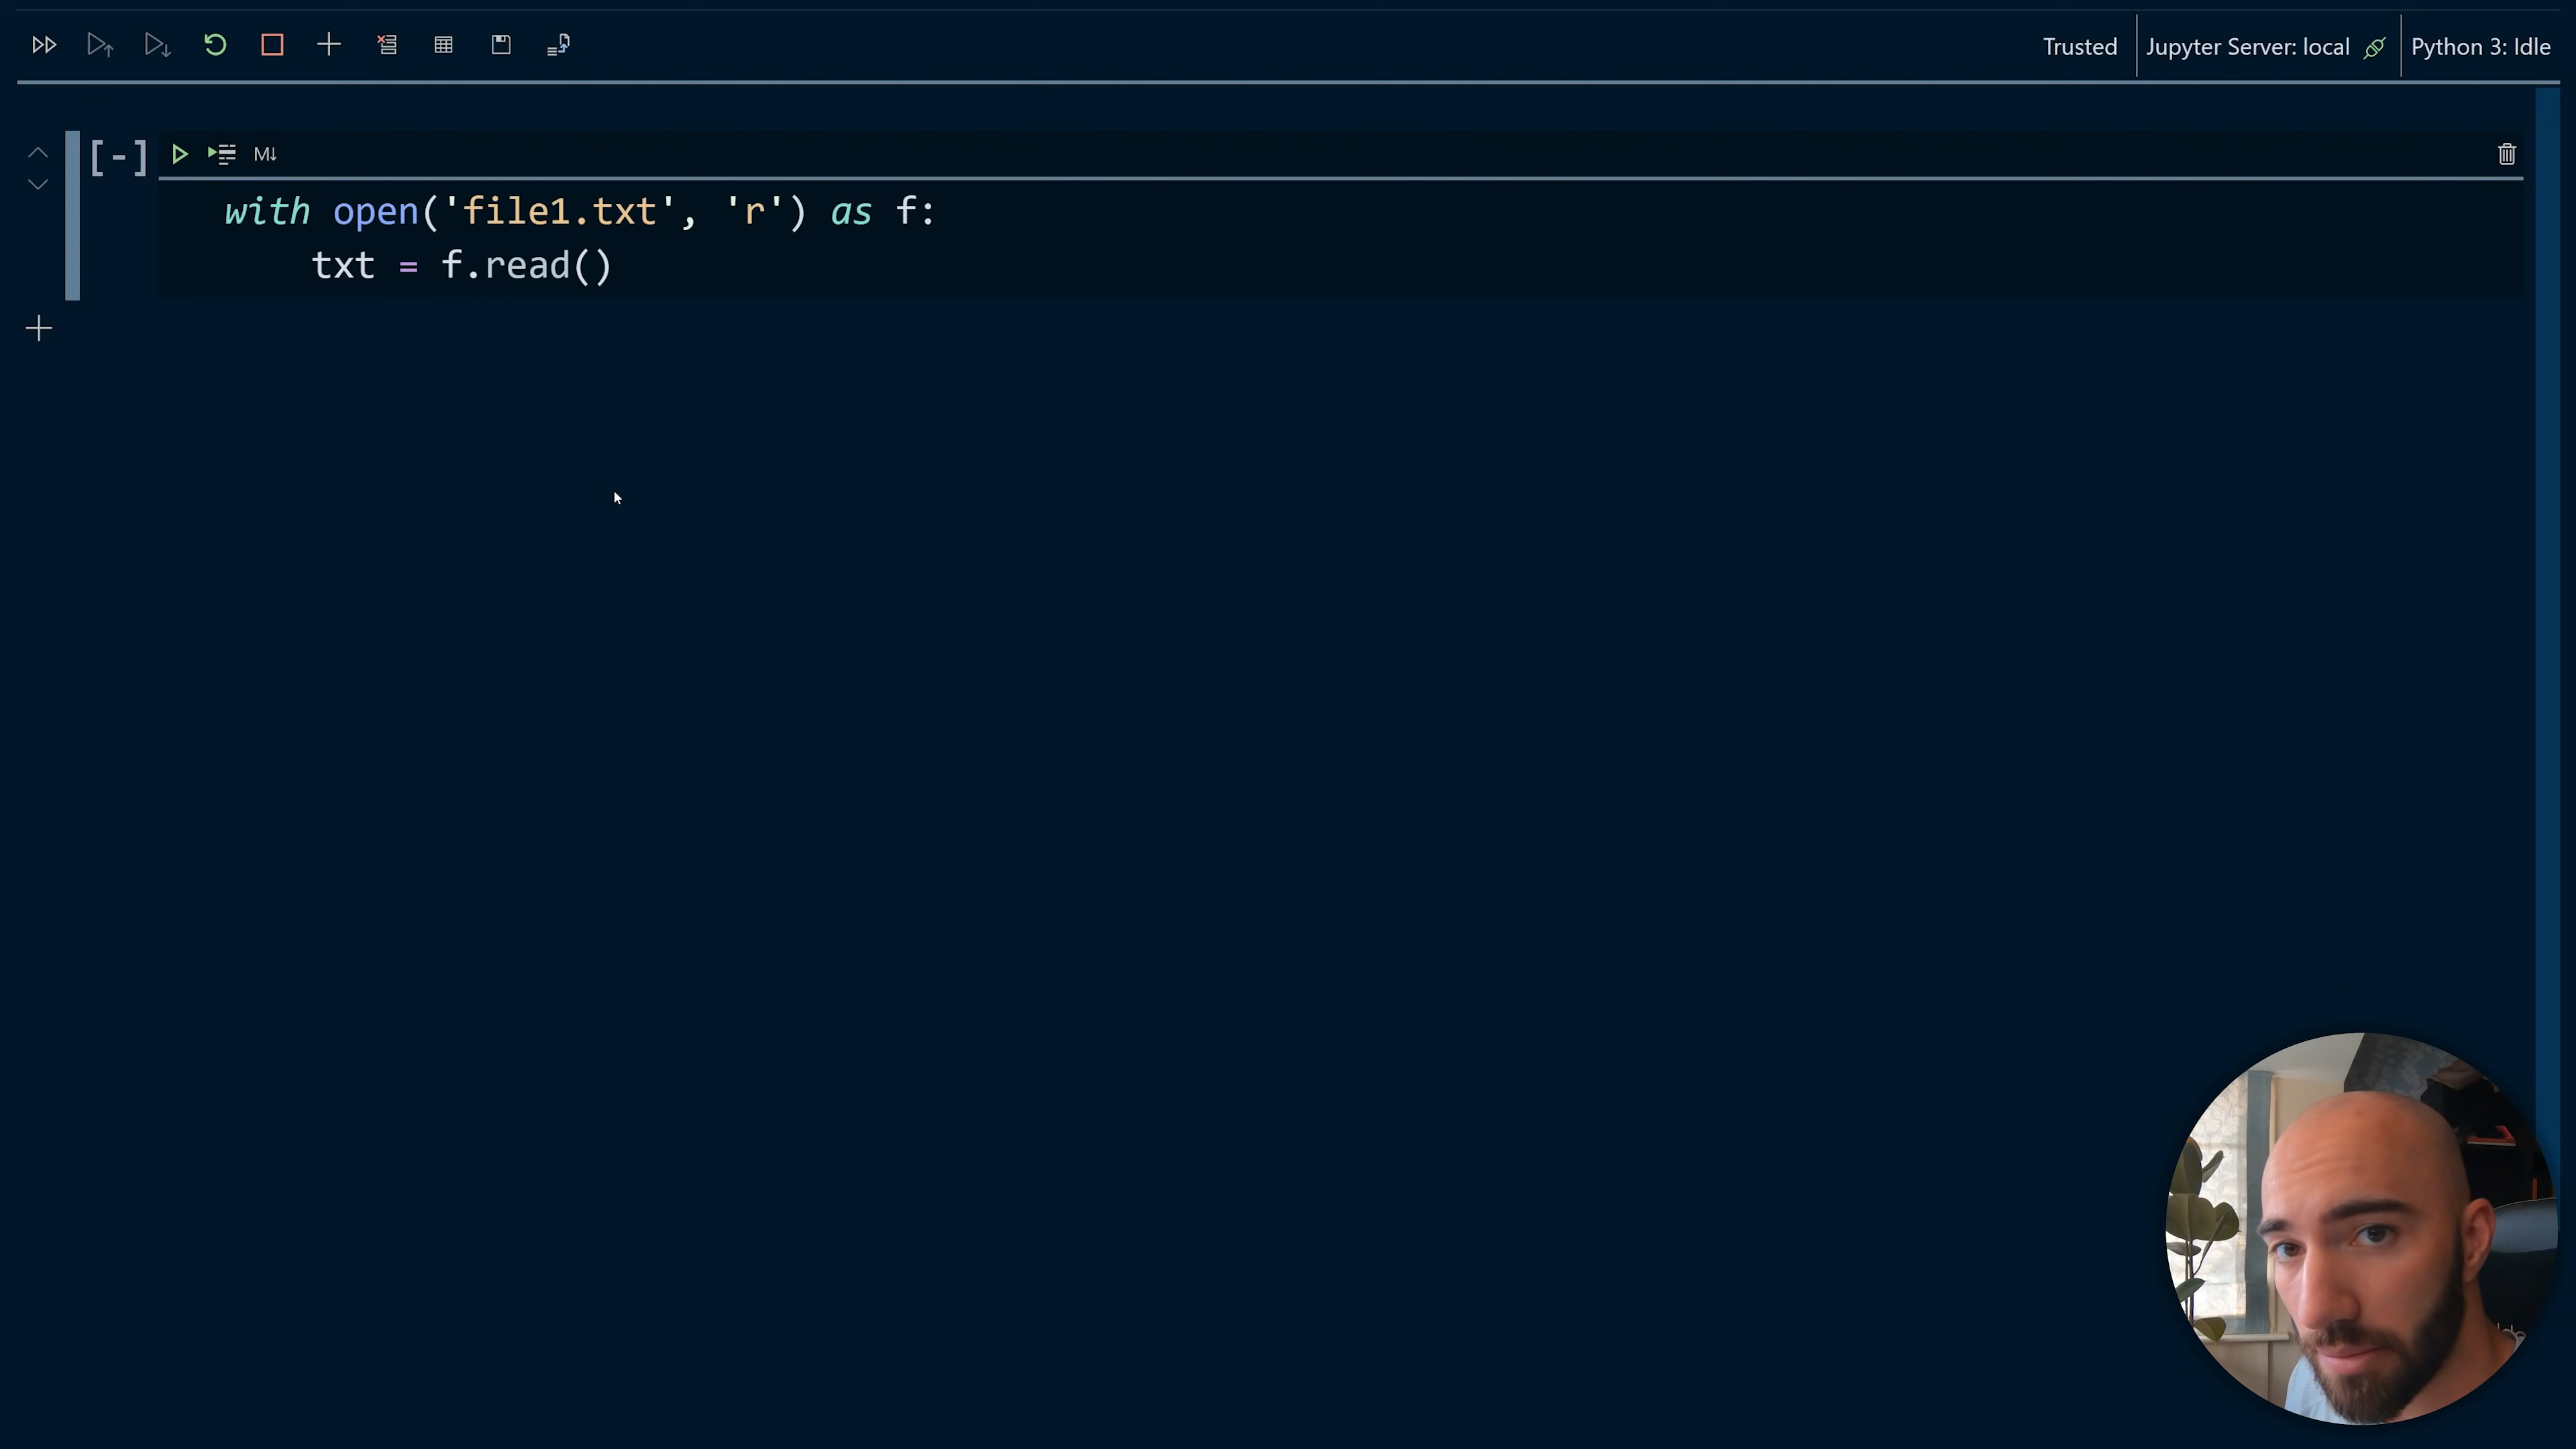 Trusted
Jupyter Server: local
Python 3: Idle
[-]
M↓
with open('file1.txt', 'r') as f:
txt = f.read()